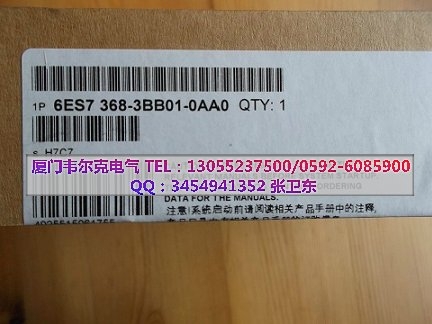 1P 6ES7 368-3BB01-0AA0 QTY: 1
S H7C7
厦门韦尔克电气 TEL：13055237500/0592-6085900
QQ：3454941352 张卫东
ORDERING
DATA FOR THE MANUALS.
注意!系统启动前请阅读相关产品手册中的注释,